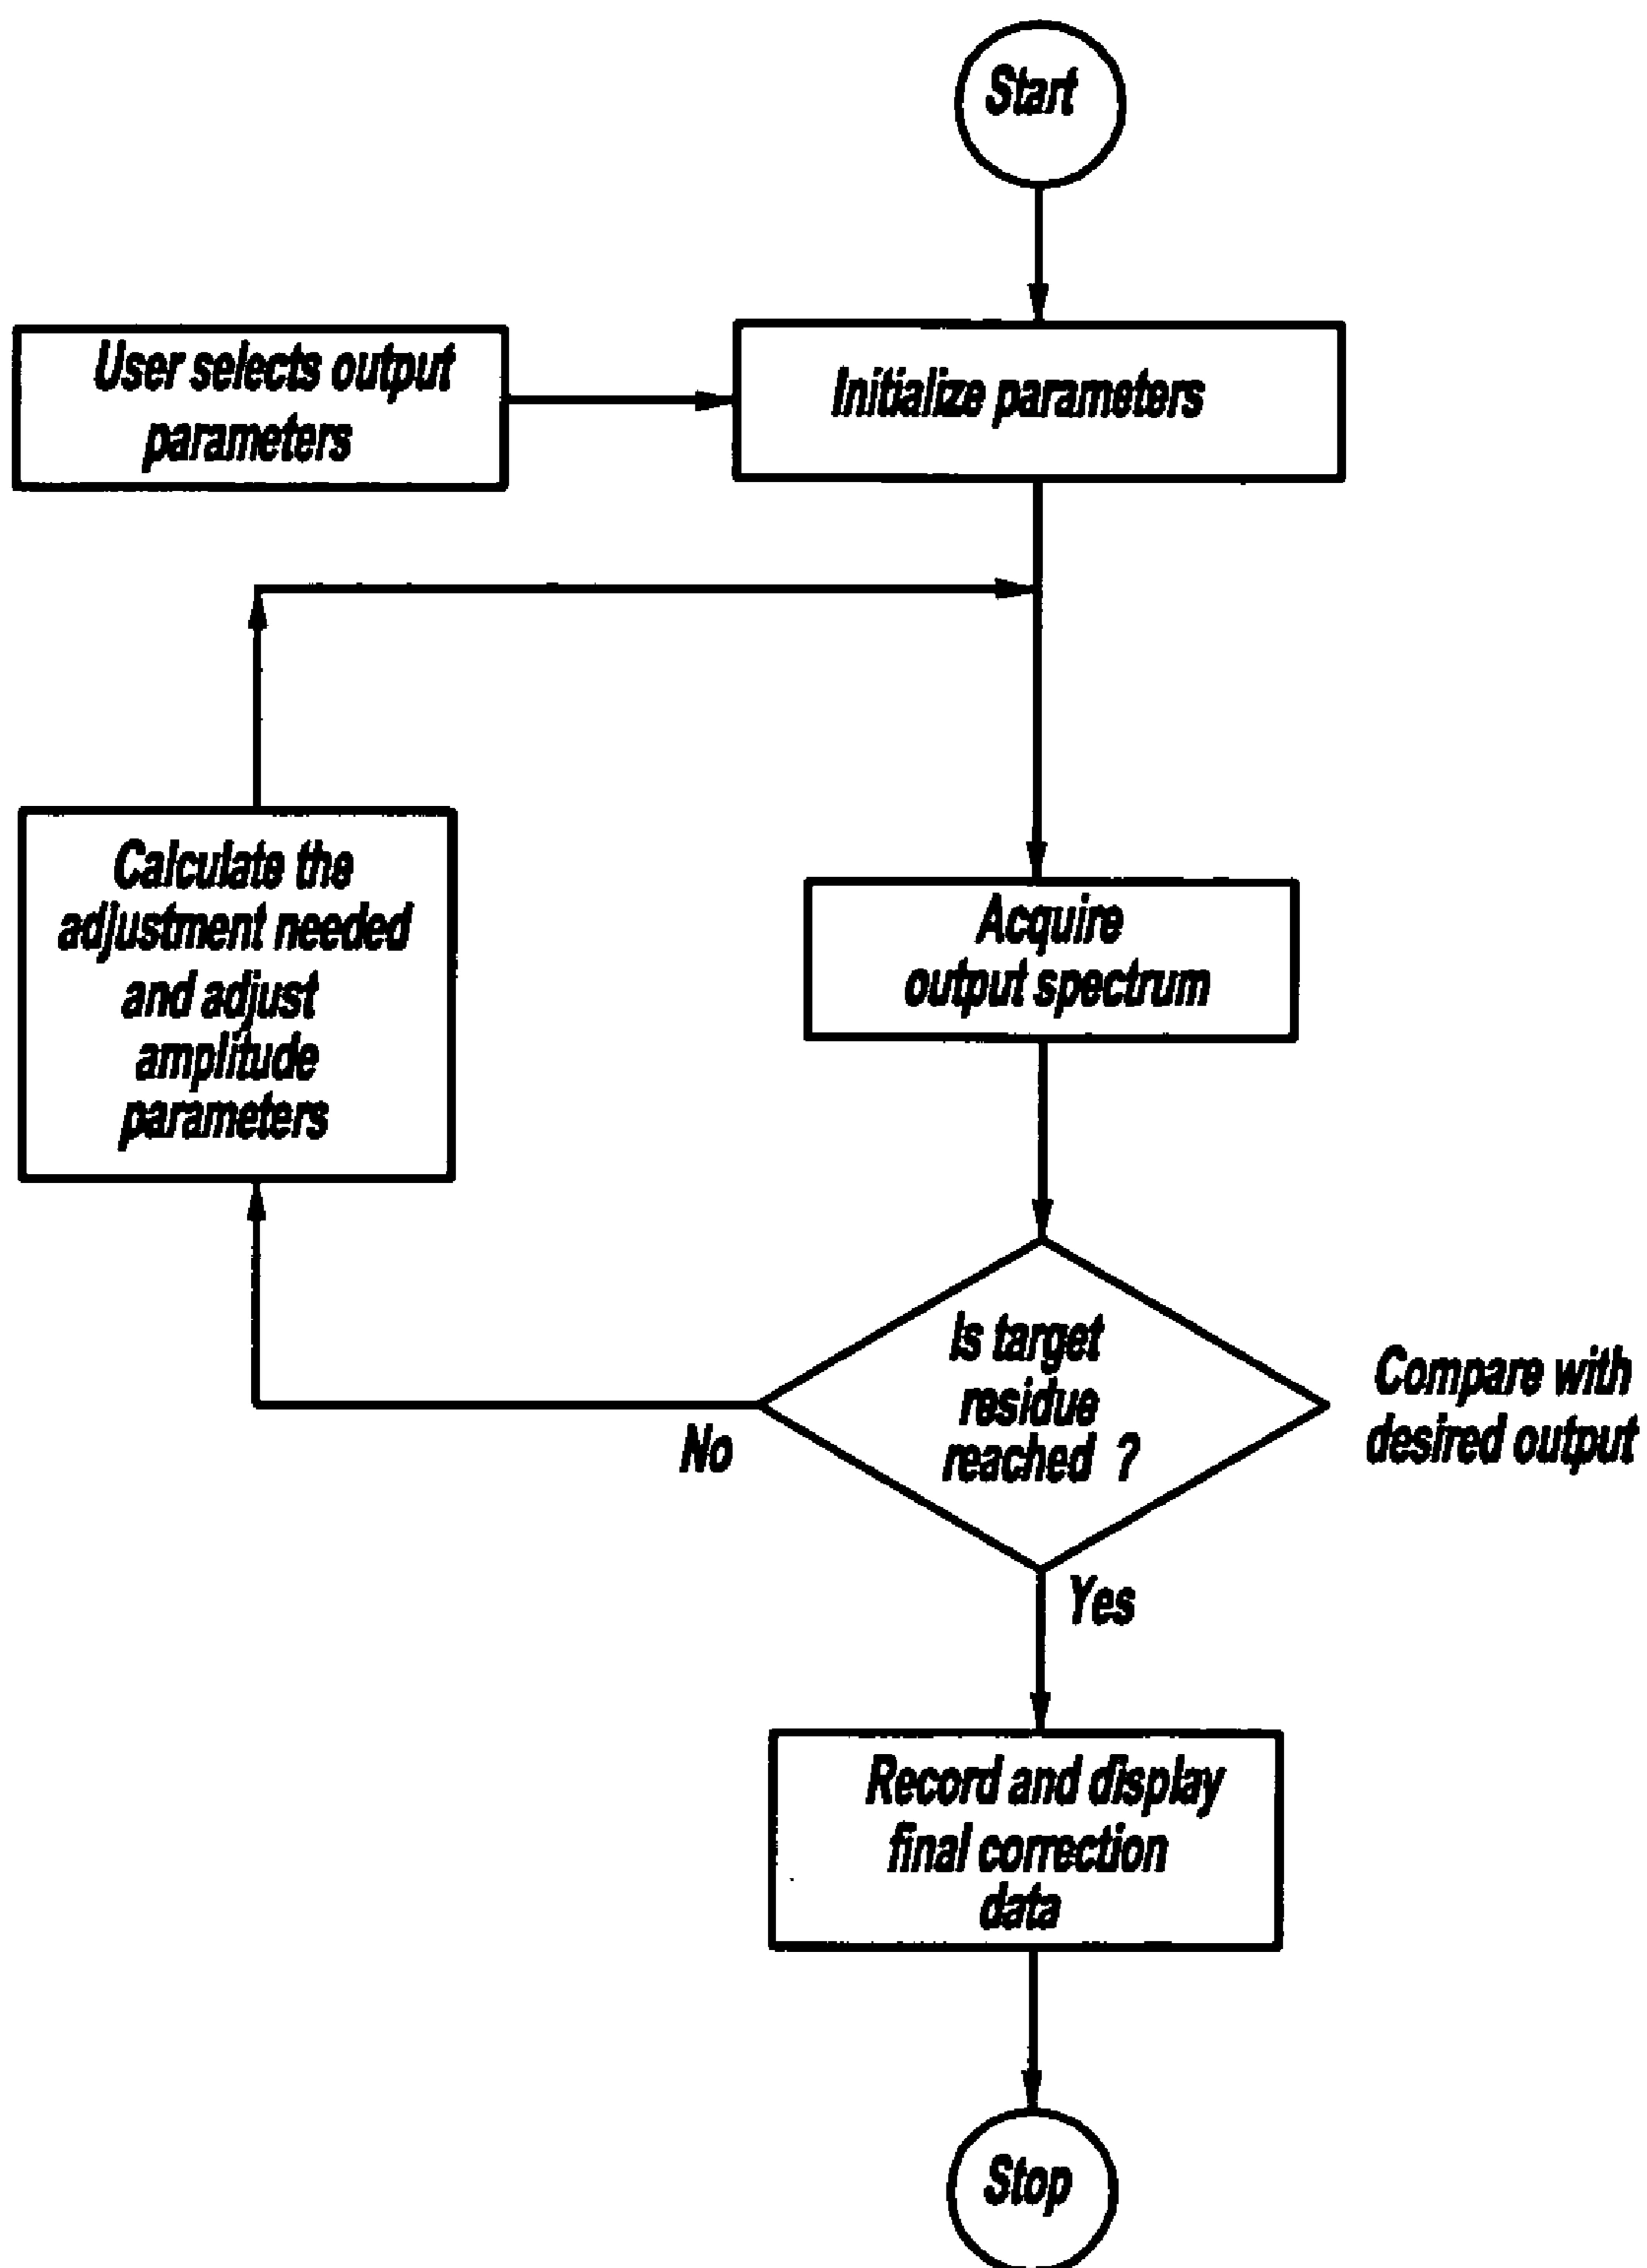 Start
User selects output
parameters
Initialize parameters
Calculate the
adjustment needed
and adjust
amplitude
parameters
Acquire
output spectrum
Is target
residue
reached ?
Compare with
desired output
No
Yes
Record and display
final correction
data
Stop